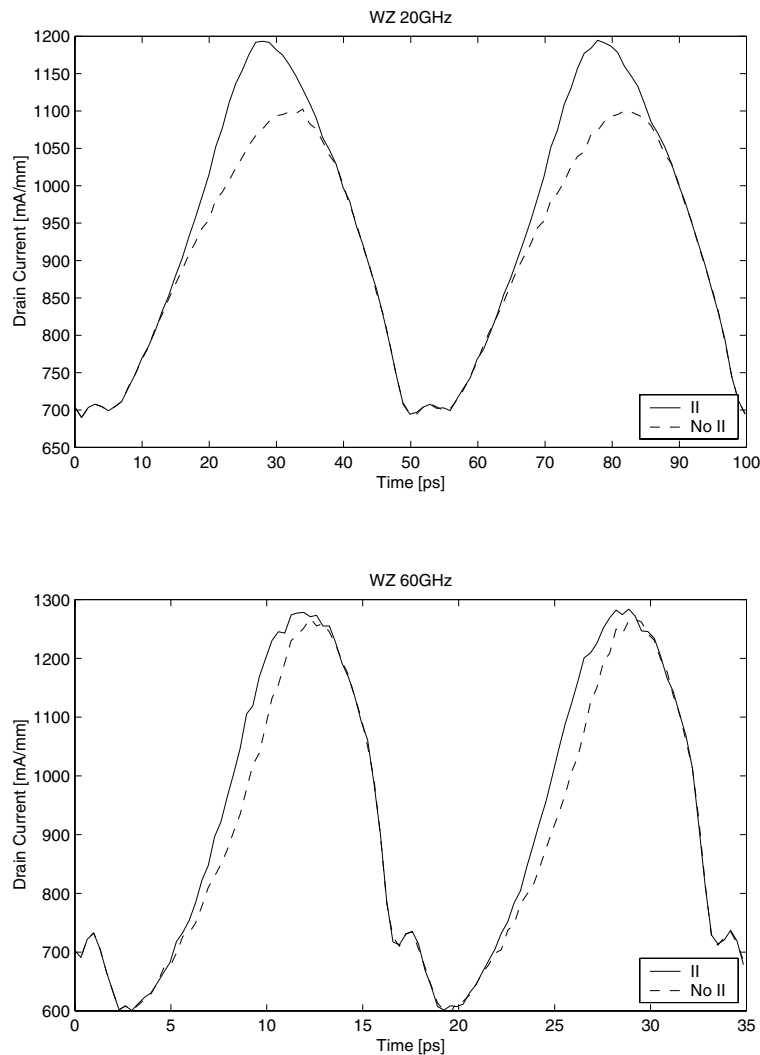 WZ 20GHz
1200
1150
1100
1050
1000
950
900
850
800
750
700
650
Drain Current [mA/mm]
II
No II
0 10 20 30 40 50 60 70 80 90 100
Time [ps]
WZ 60GHz
1300
1200
1100
1000
900
800
700
600
Drain Current [mA/mm]
II
No II
0 5 10 15 20 25 30 35
Time [ps]